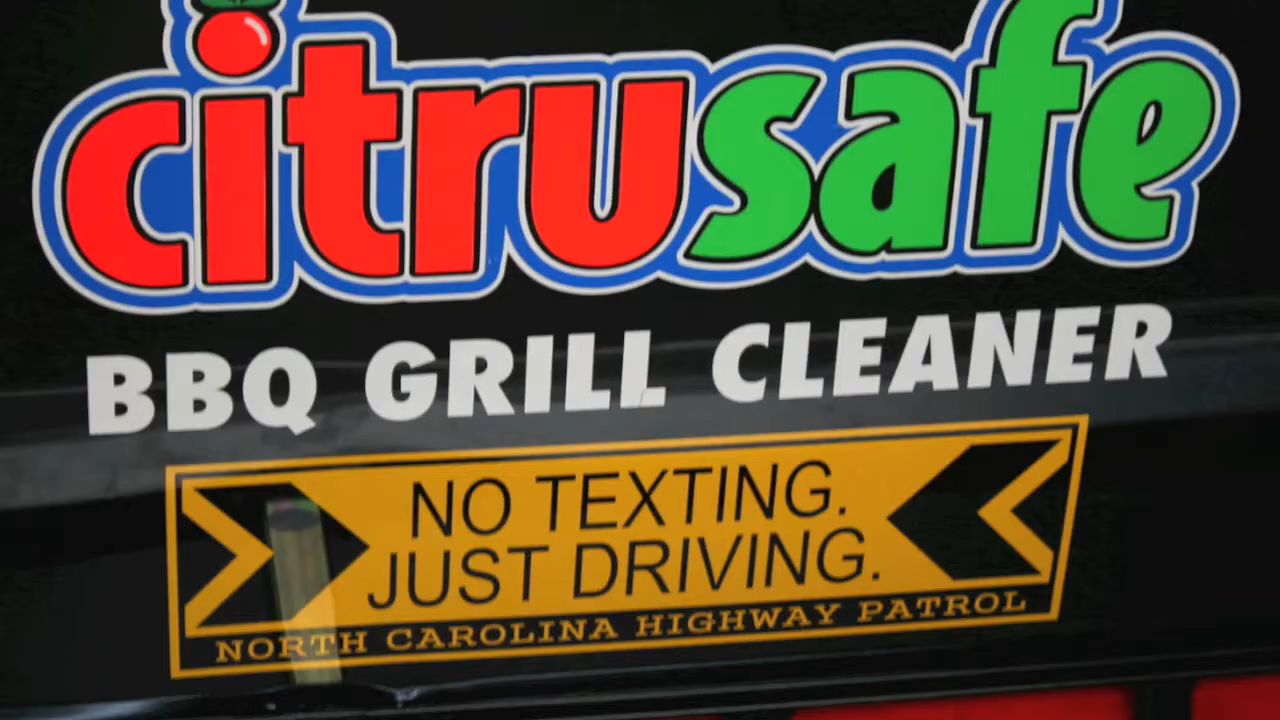 citrusafe
BBQ GRILL CLEANER
NO TEXTING.
JUST DRIVING.
NORTH CAROLINA HIGHWAY PATROL